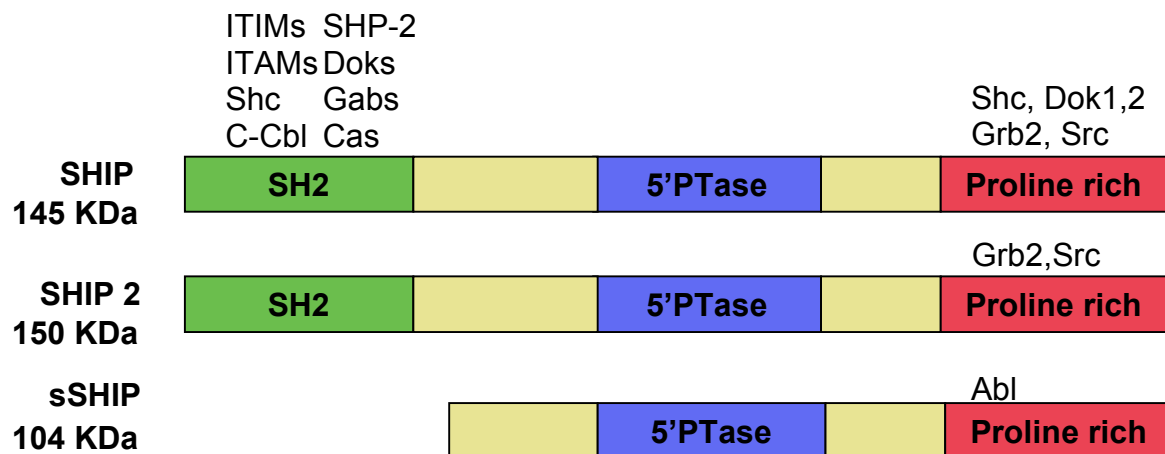 ITIMs SHP-2
ITAMs Doks
Shc Gabs
C-Cbl Cas
Shc, Dok1,2
Grb2, Src
SHIP
145 KDa
SH2
5'PTase
Proline rich
Grb2,Src
SHIP 2
150 KDa
SH2
5'PTase
Proline rich
Abl
sSHIP
104 KDa
5'PTase
Proline rich